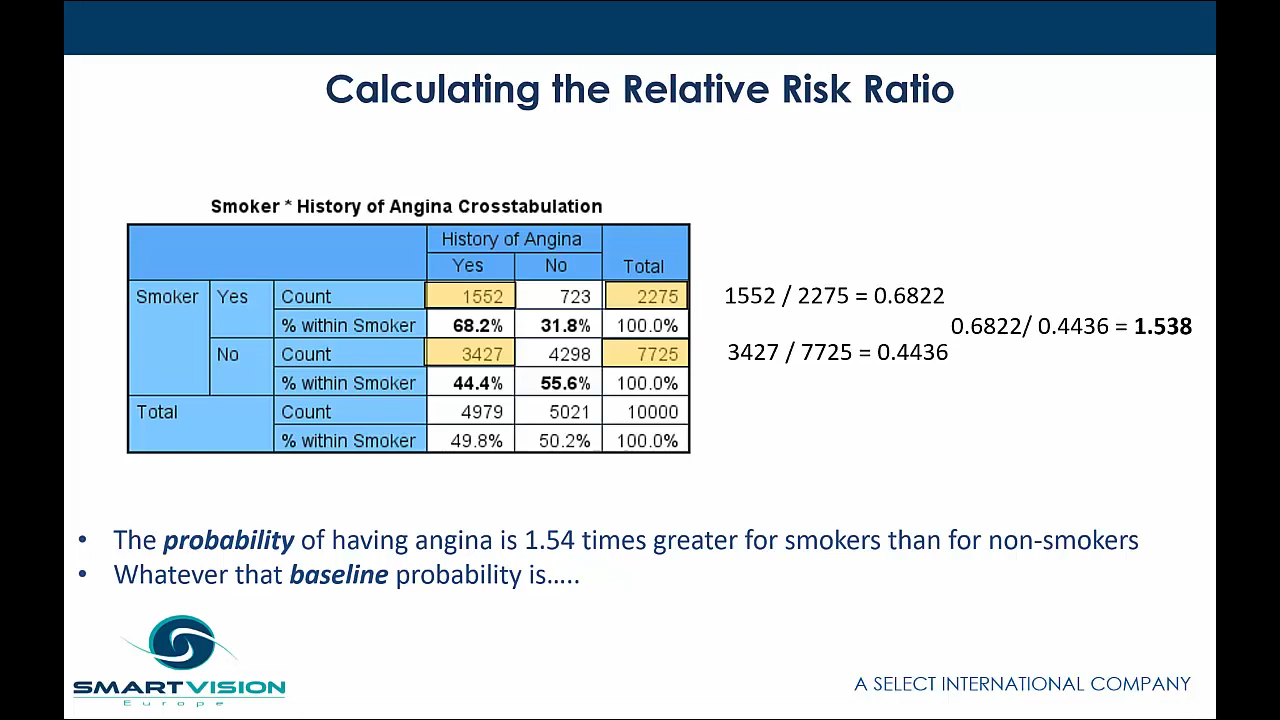 Calculating the Relative Risk Ratio
Smoker * History of Angina Crosstabulation
History of Angina
Yes No Total
Smoker Yes Count 1552 723 2275
% within Smoker 68.2% 31.8% 100.0%
No Count 3427 4298 7725
% within Smoker 44.4% 55.6% 100.0%
Total Count 4979 5021 10000
% within Smoker 49.8% 50.2% 100.0%
1552 / 2275 = 0.6822
0.6822/ 0.4436 = 1.538
3427 / 7725 = 0.4436
• The probability of having angina is 1.54 times greater for smokers than for non-smokers
• Whatever that baseline probability is.....
SMARTVISION
Europe
A SELECT INTERNATIONAL COMPANY